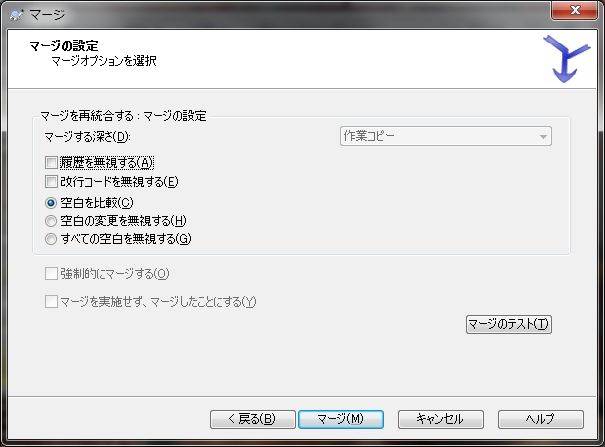 マージ
マージの設定
マージオプションを選択
マージを再統合する : マージの設定
マージする深さ(D):
作業コピー
履歴を無視する(A)
改行コードを無視する(E)
空白を比較(C)
空白の変更を無視する(H)
すべての空白を無視する(G)
強制的にマージする(O)
マージを実施せず、マージしたことにする(Y)
マージのテスト(T)
< 戻る(B)
マージ(M)
キャンセル
ヘルプ